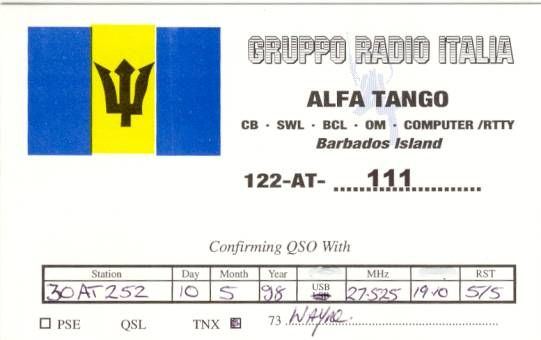 GRUPPO RADIO ITALIA
ALFA TANGO
CB · SWL · BCL · OM · COMPUTER /RTTY
Barbados Island
122-AT- 111
Confirming QSO With
Station Day Month Year USB MHz RST
30AT252 10 5 98 27.525 1910 5/5
PSE QSL TNX 73 WAYNE.